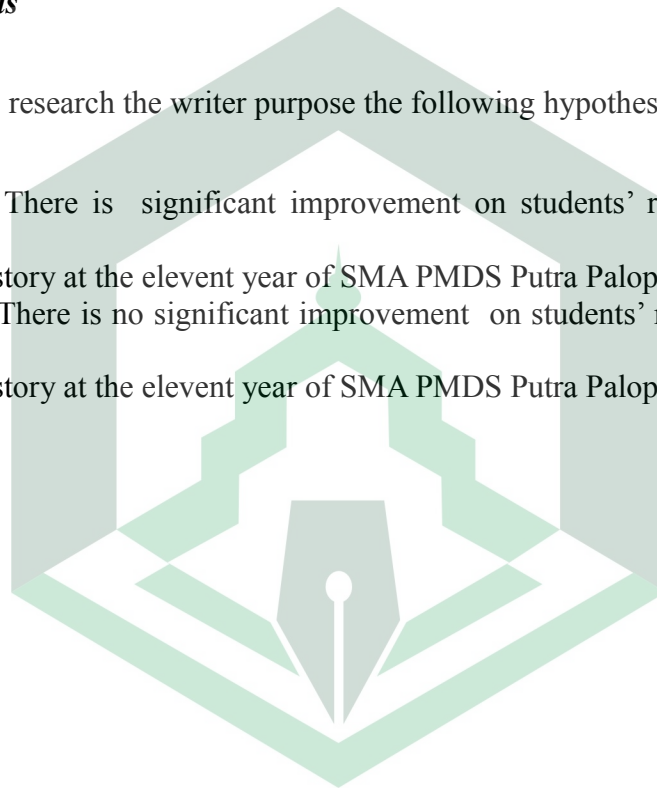 research the writer purpose the following hypothes
There is significant improvement on students'
story at the elevent year of SMA PMDS Putra Palop
There is no significant improvement on students'
story at the elevent year of SMA PMDS Putra Palop